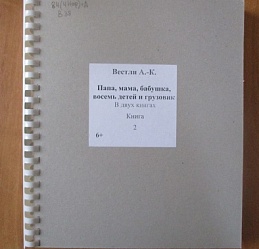 Вестли А.-К.
Папа, мама, бабушка,
восемь детей и грузовик
В двух книгах
Книга
2
6+